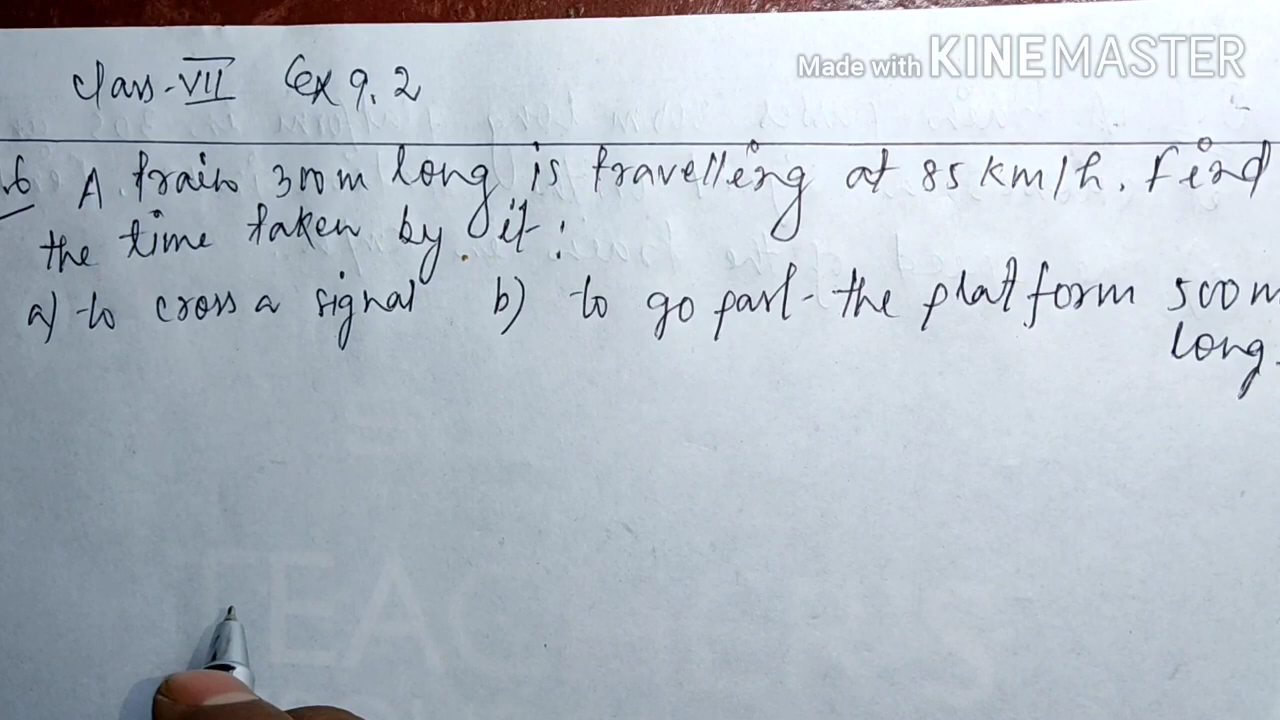 Made with KINEMASTER
Class-VII Ex 9.2
6 A train 300m long is travelling at 85 km/h. Find
the time taken by it:
a) to cross a signal b) to go past the platform 500m
long.